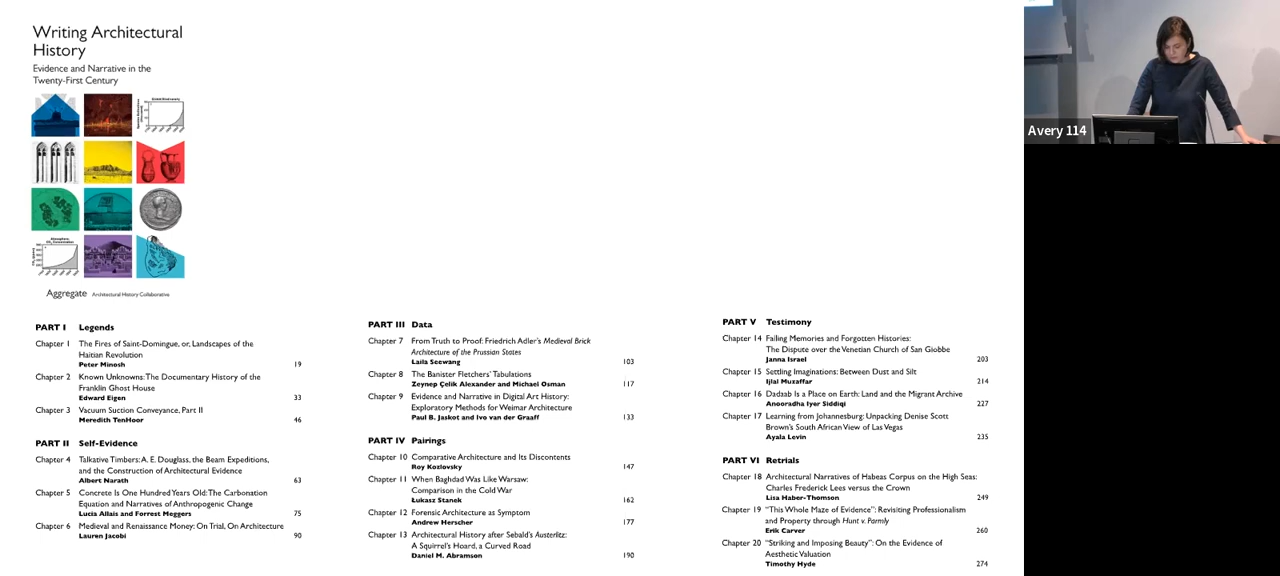 Writing Architectural
History
Evidence and Narrative in the
Twenty-First Century
Aggregate Architectural History Collaborative
PART I Legends
Chapter 1 The Fires of Saint-Domingue, or, Landscapes of the
Haitian Revolution
Peter Minosh 19
Chapter 2 Known Unknowns: The Documentary History of the
Franklin Ghost House
Edward Eigen 33
Chapter 3 Vacuum Suction Conveyance, Part II
Meredith TenHoor 46
PART II Self-Evidence
Chapter 4 Talkative Timbers: A. E. Douglass, the Beam Expeditions,
and the Construction of Architectural Evidence
Albert Narath 63
Chapter 5 Concrete Is One Hundred Years Old: The Carbonation
Equation and Narratives of Anthropogenic Change
Lucia Allais and Forrest Meggers 75
Chapter 6 Medieval and Renaissance Money: On Trial, On Architecture
Lauren Jacobi 90
PART III Data
Chapter 7 From Truth to Proof: Friedrich Adler's Medieval Brick
Architecture of the Prussian States
Laila Seewang 103
Chapter 8 The Banister Fletchers' Tabulations
Zeynep Çelik Alexander and Michael Osman 117
Chapter 9 Evidence and Narrative in Digital Art History:
Exploratory Methods for Weimar Architecture
Paul B. Jaskot and Ivo van der Graaff 133
PART IV Pairings
Chapter 10 Comparative Architecture and Its Discontents
Roy Kozlovsky 147
Chapter 11 When Baghdad Was Like Warsaw:
Comparison in the Cold War
Łukasz Stanek 162
Chapter 12 Forensic Architecture as Symptom
Andrew Herscher 177
Chapter 13 Architectural History after Sebald's Austerlitz:
A Squirrel's Hoard, a Curved Road
Daniel M. Abramson 190
PART V Testimony
Chapter 14 Failing Memories and Forgotten Histories:
The Dispute over the Venetian Church of San Giobbe
Janna Israel 203
Chapter 15 Settling Imaginations: Between Dust and Silt
Ijlal Muzaffar 214
Chapter 16 Dadaab Is a Place on Earth: Land and the Migrant Archive
Anooradha Iyer Siddiqi 227
Chapter 17 Learning from Johannesburg: Unpacking Denise Scott
Brown's South African View of Las Vegas
Ayala Levin 235
PART VI Retrials
Chapter 18 Architectural Narratives of Habeas Corpus on the High Seas:
Charles Frederick Lees versus the Crown
Lisa Haber-Thomson 249
Chapter 19 "This Whole Maze of Evidence": Revisiting Professionalism
and Property through Hunt v. Parmly
Erik Carver 260
Chapter 20 "Striking and Imposing Beauty": On the Evidence of
Aesthetic Valuation
Timothy Hyde 274
Avery 114